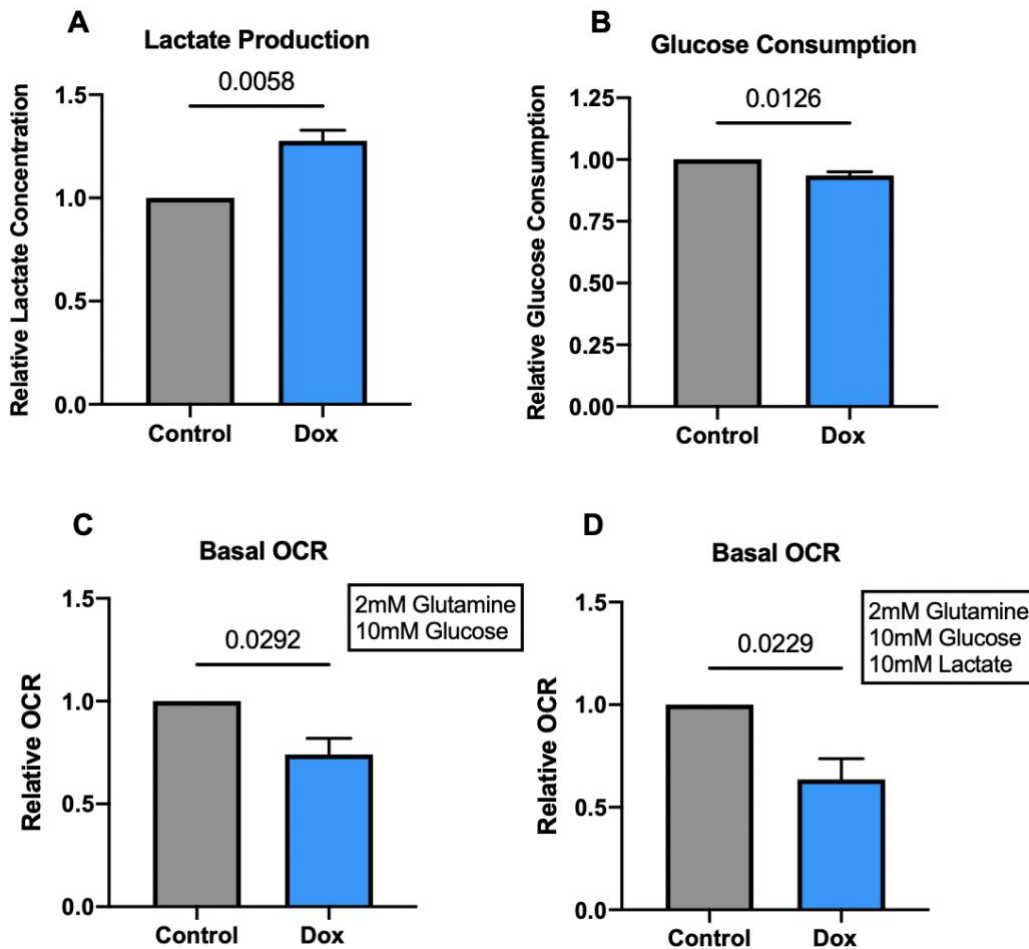 A
Lactate Production
0.0058
Relative Lactate Concentration
1.5
1.0
0.5
0.0
Control
Dox
B
Glucose Consumption
0.0126
Relative Glucose Consumption
1.25
1.00
0.75
0.50
0.25
0.00
Control
Dox
C
Basal OCR
2mM Glutamine
10mM Glucose
0.0292
Relative OCR
1.5
1.0
0.5
0.0
Control
Dox
D
Basal OCR
2mM Glutamine
10mM Glucose
10mM Lactate
0.0229
Relative OCR
1.5
1.0
0.5
0.0
Control
Dox